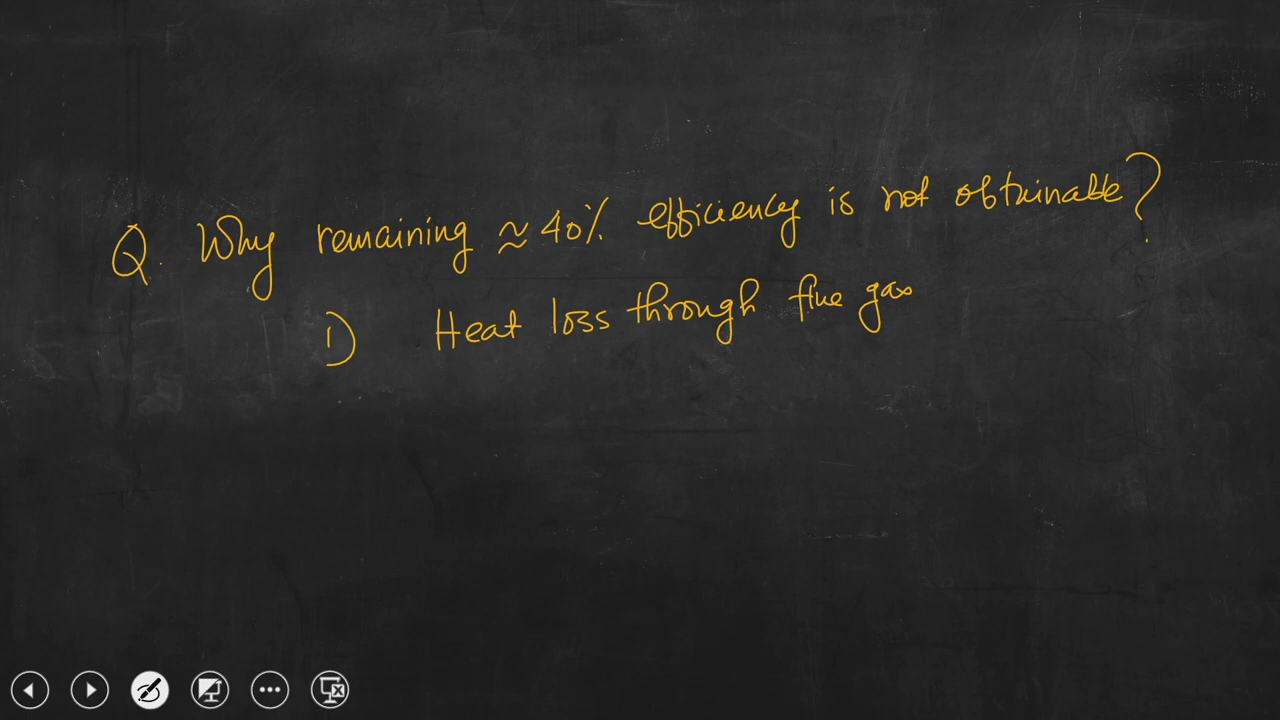 Q. Why remaining ≈ 40% efficiency is not obtainable?
1) Heat loss through flue gas